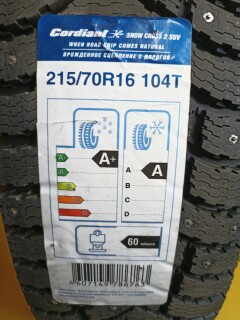 Cordiant SNOW CROSS 2 SUV
WHEN ROAD GRIP COMES NATURAL
ВРОЖДЕННОЕ СЦЕПЛЕНИЕ С ДОРОГОЙ
215/70R16 104T
A A+ A A
B
C
D
60